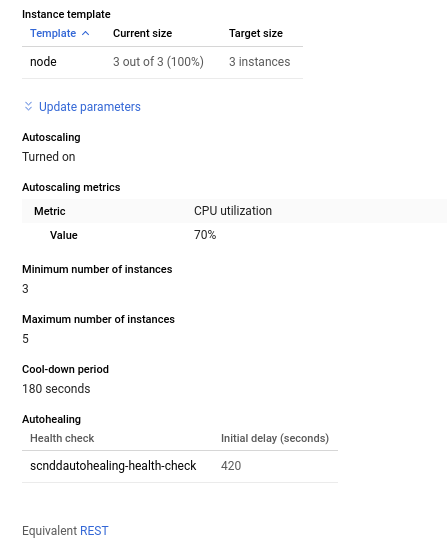 Instance template
Template Current size Target size
node 3 out of 3 (100%) 3 instances
Update parameters
Autoscaling
Turned on
Autoscaling metrics
Metric CPU utilization
Value 70%
Minimum number of instances
3
Maximum number of instances
5
Cool-down period
180 seconds
Autohealing
Health check Initial delay (seconds)
scnddautohealing-health-check 420
Equivalent REST